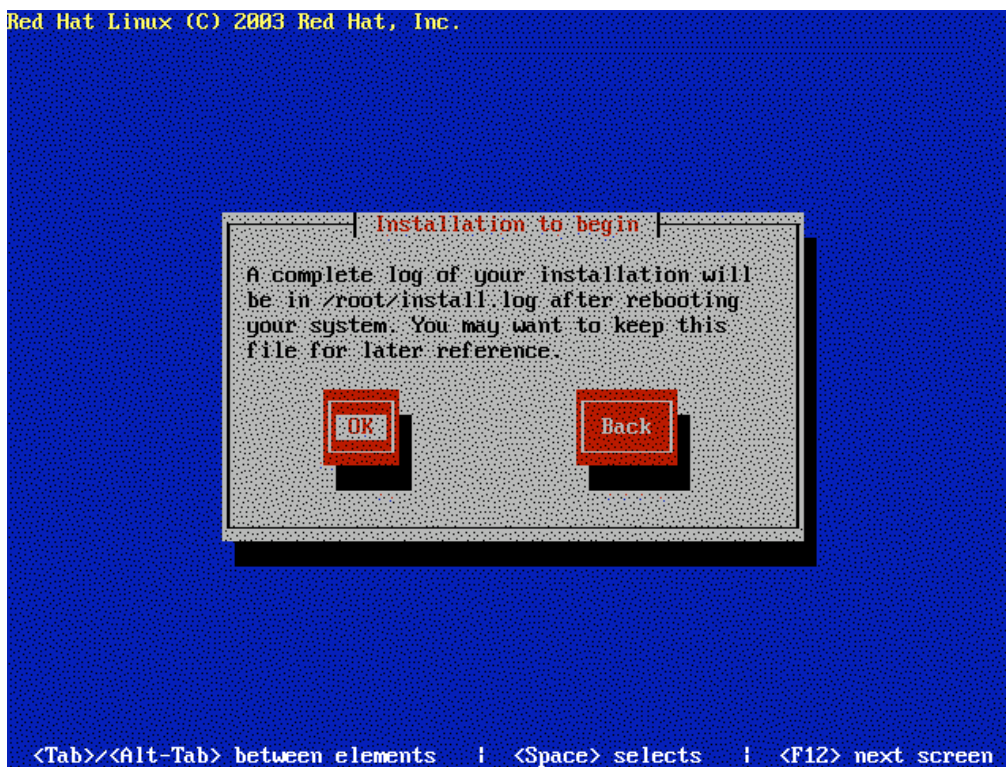 Red Hat Linux (C) 2003 Red Hat, Inc.
Installation to begin
A complete log of your installation will
be in /root/install.log after rebooting
your system. You may want to keep this
file for later reference.
OK Back
<Tab>/<Alt-Tab> between elements | <Space> selects | <F12> next screen